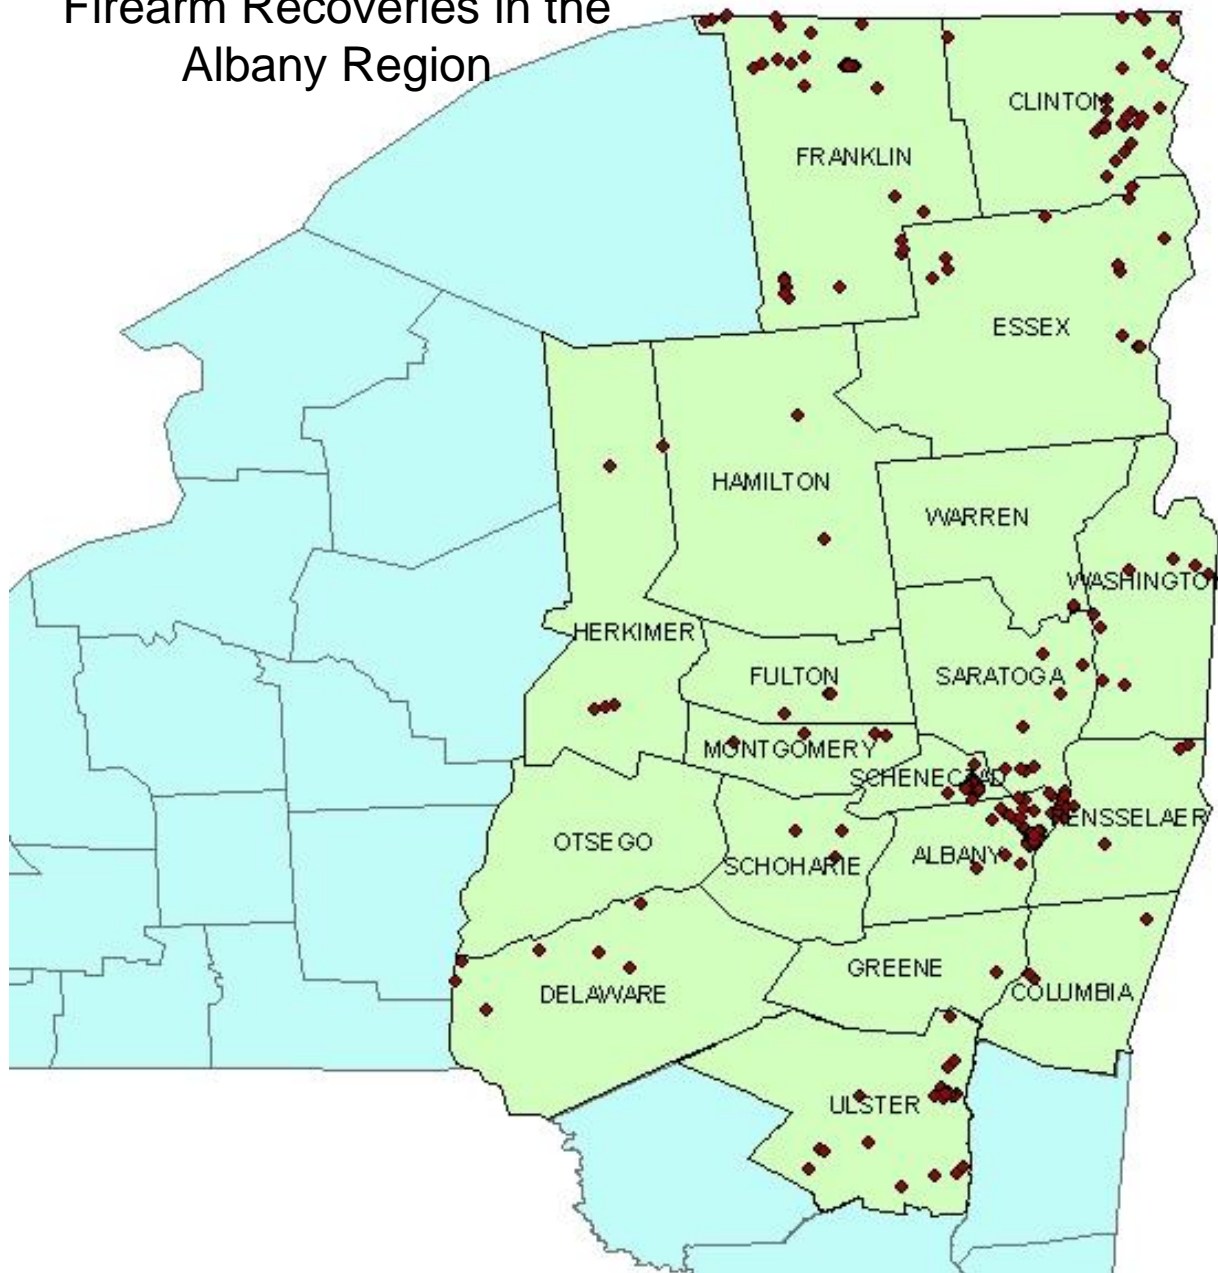 Firearm Recoveries in the
Albany Region
CLINTON
FRANKLIN
ESSEX
HAMILTON
WARREN
WASHINGTON
HERKIMER
FULTON
SARATOGA
MONTGOMERY
SCHENECTAD
RENSSELAER
OTSEGO
SCHOHARIE
ALBANY
GREENE
DELAWARE
COLUMBIA
ULSTER